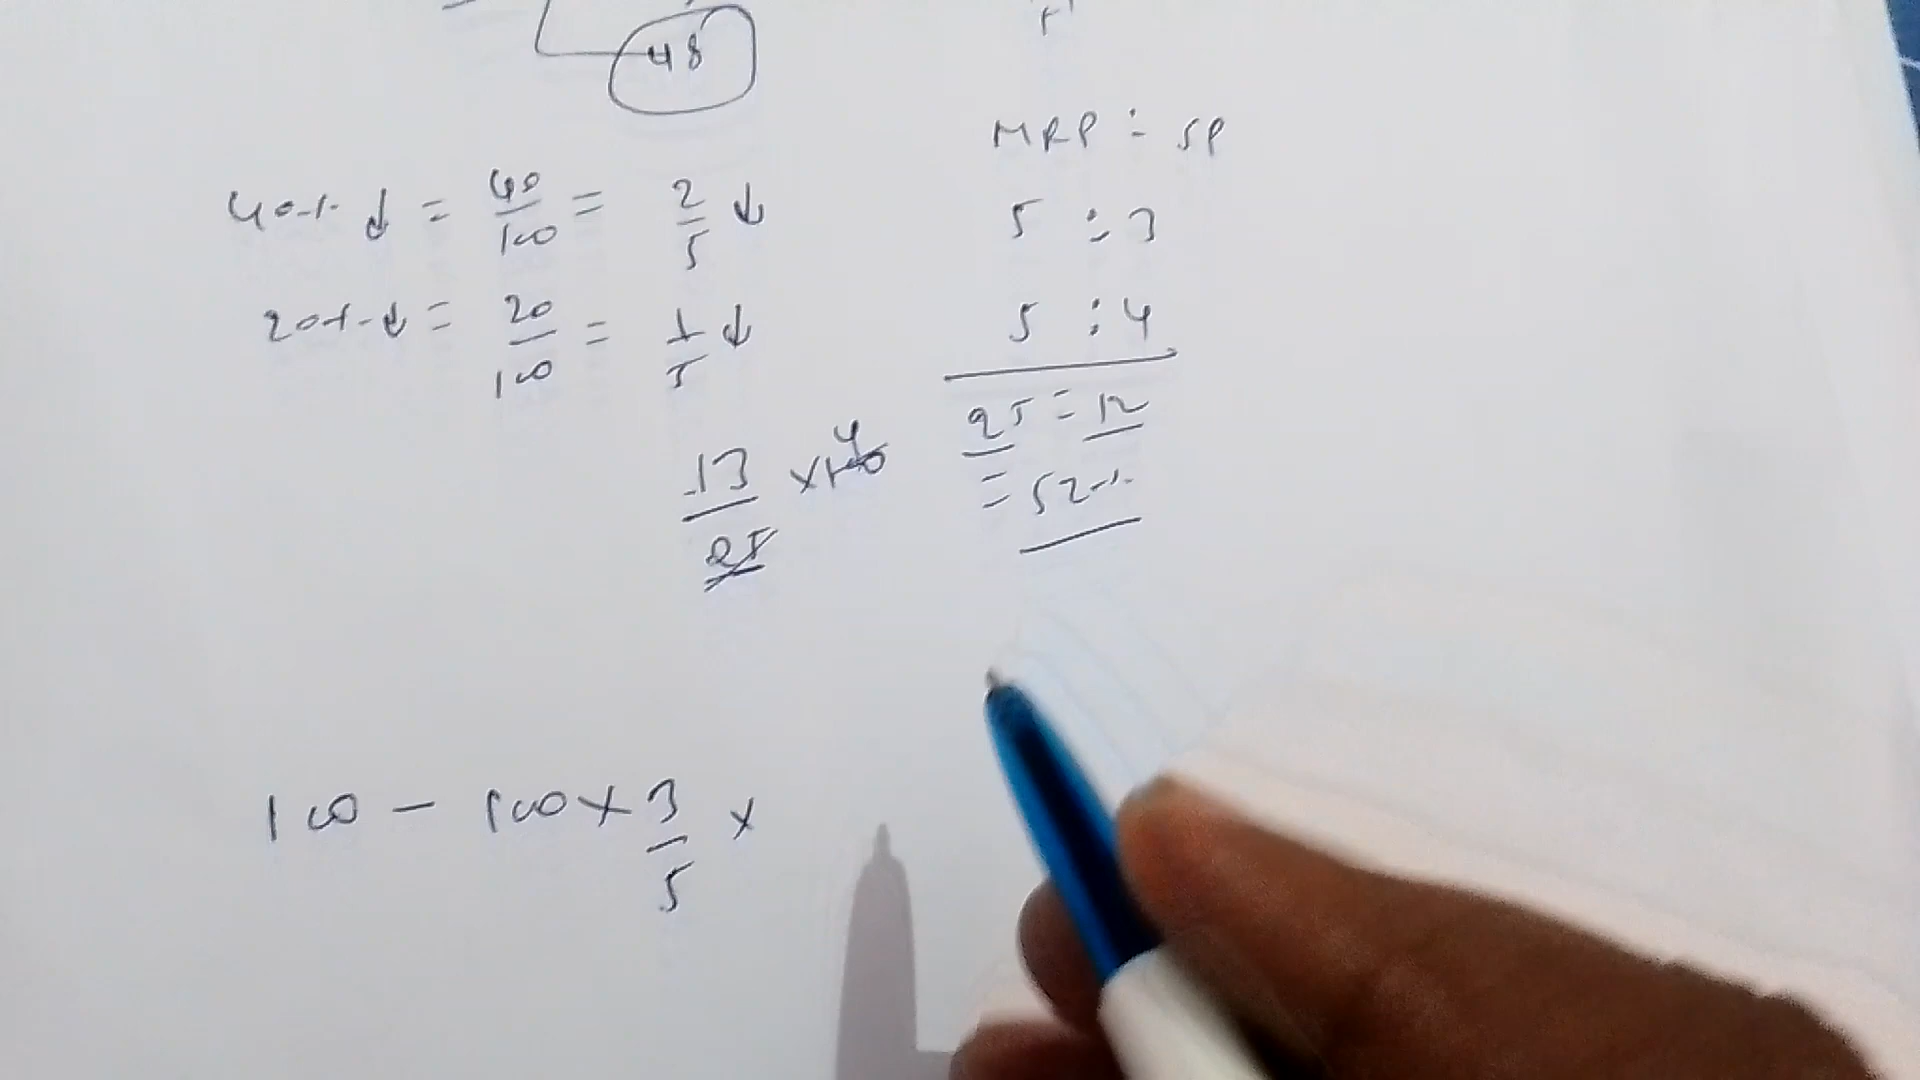 48
MRP : SP
40% ↓ = 40/100 = 2/5 ↓
5 : 3
20% ↓ = 20/100 = 1/5 ↓
5 : 4
25 = 12
13/25 × 100 4
= 52%
100 - 100 × 3/5 ×